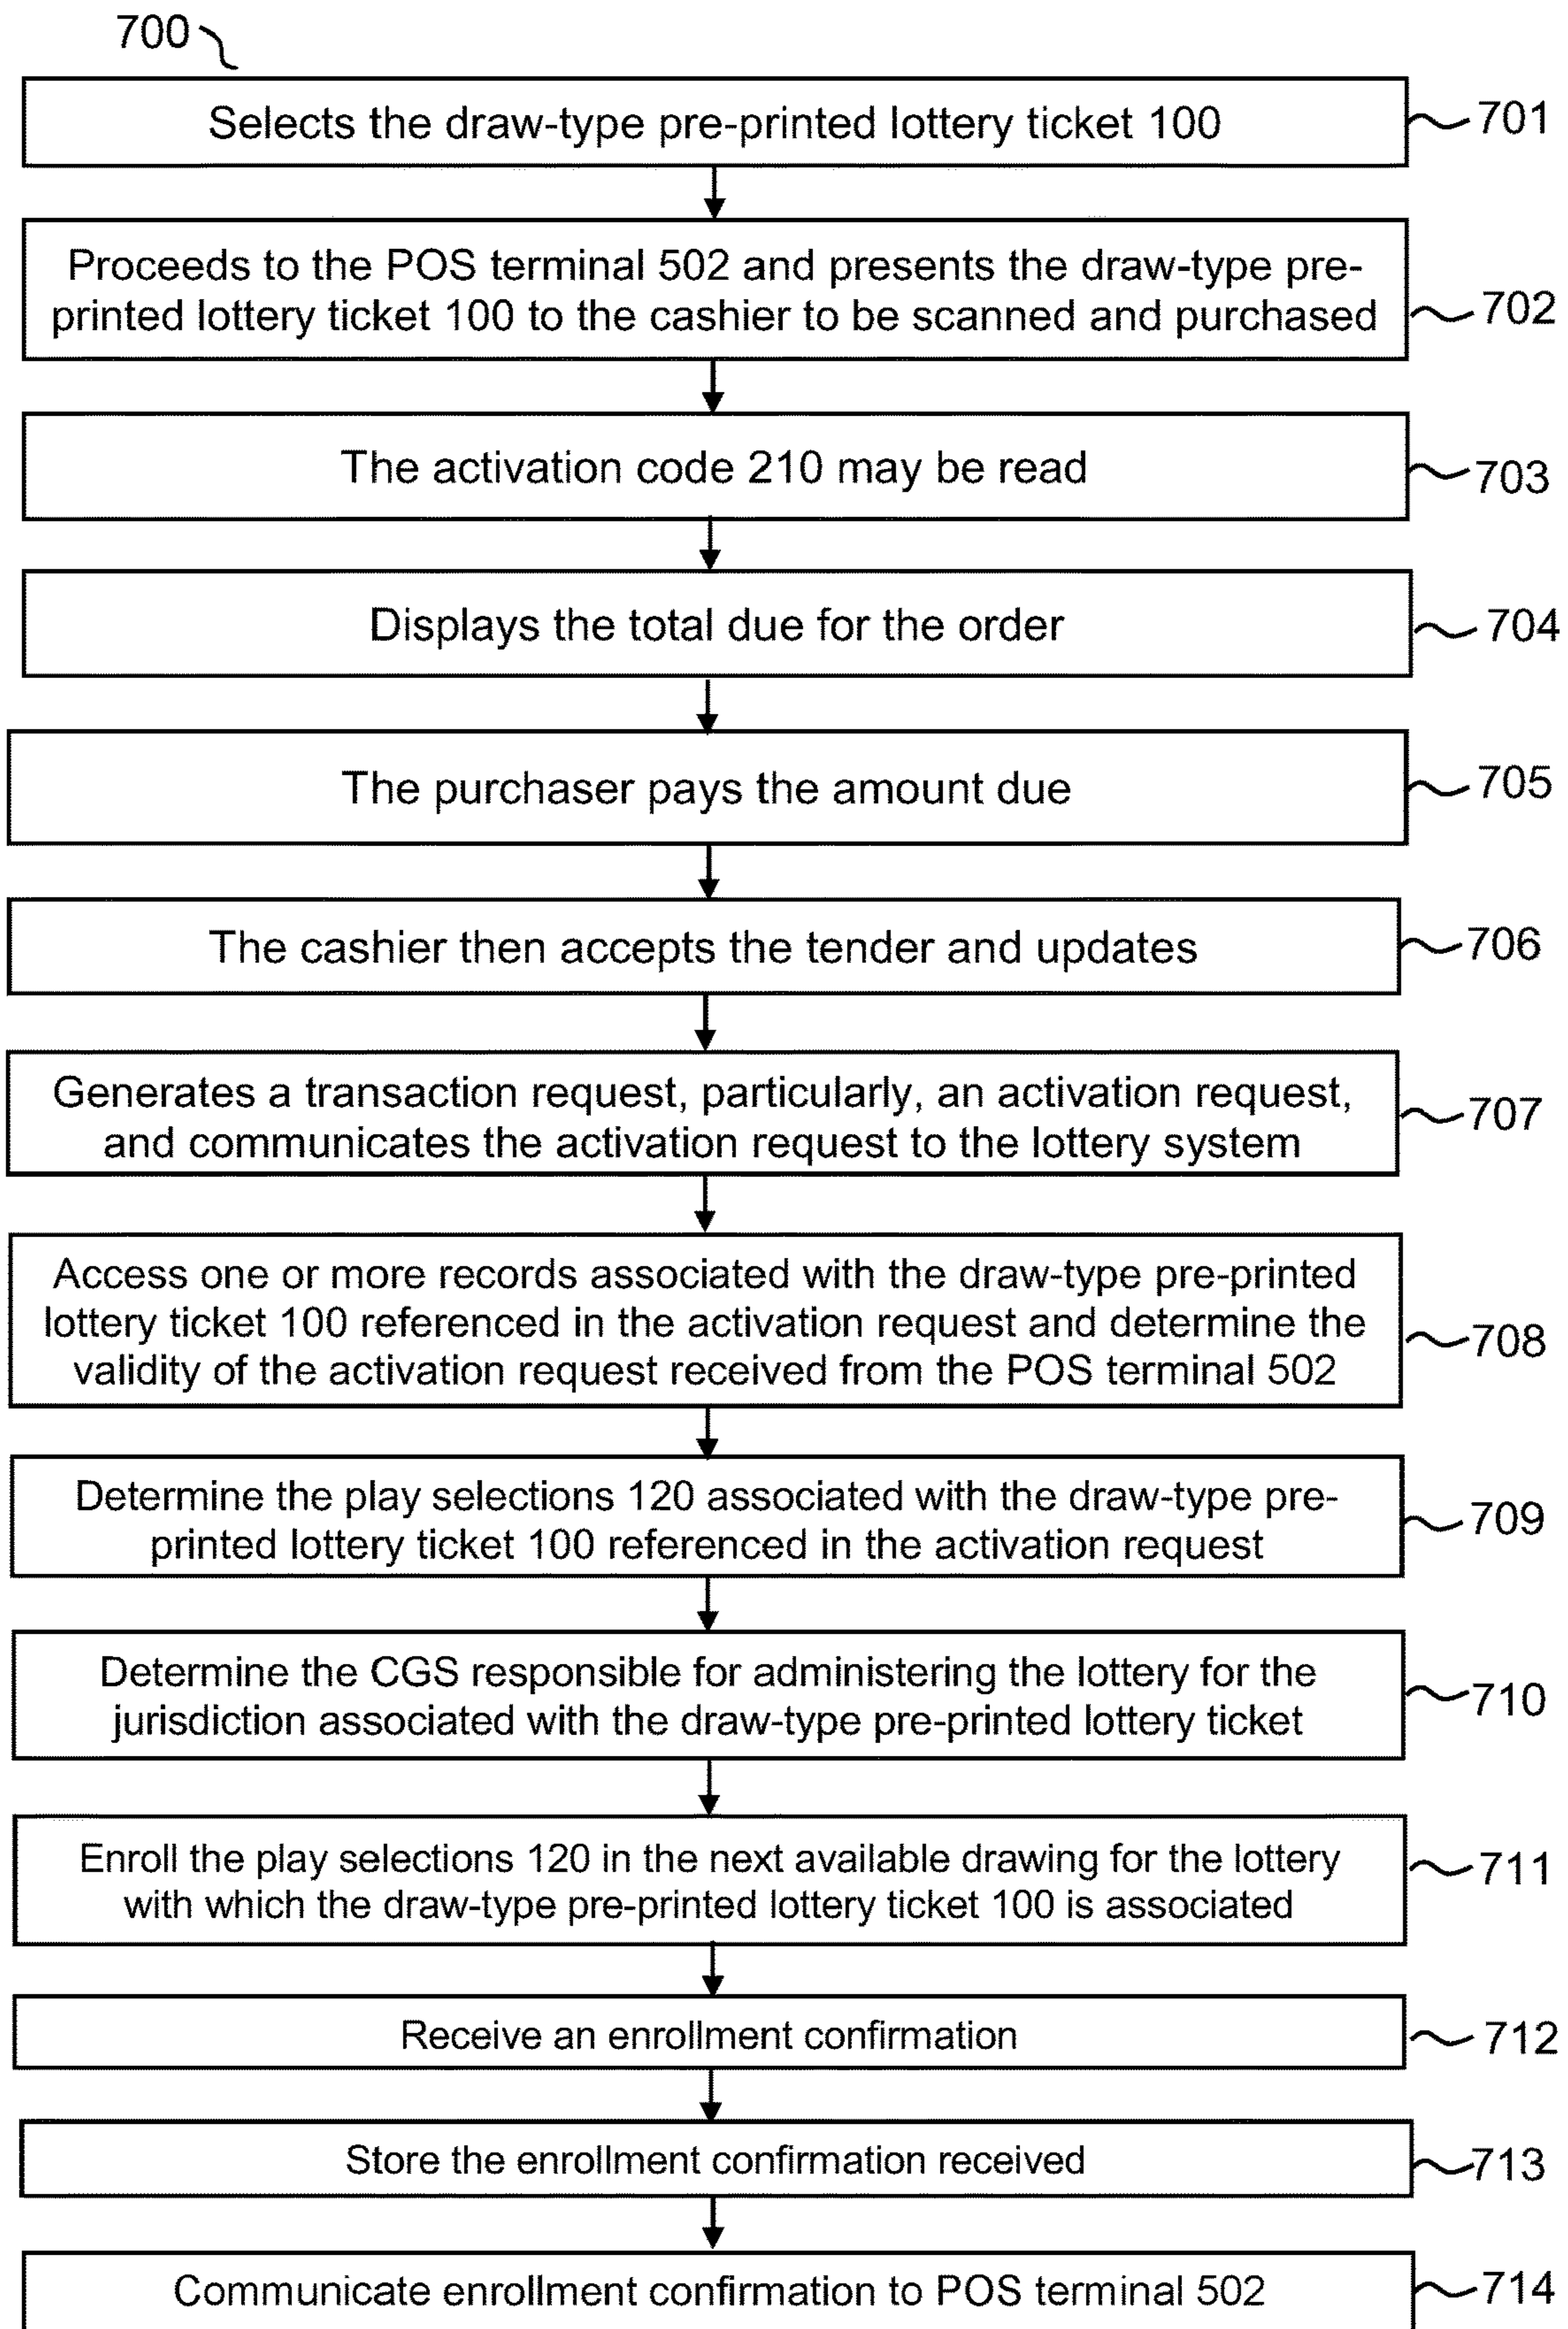 700
Selects the draw-type pre-printed lottery ticket 100
701
Proceeds to the POS terminal 502 and presents the draw-type pre-
printed lottery ticket 100 to the cashier to be scanned and purchased
702
The activation code 210 may be read
703
Displays the total due for the order
704
The purchaser pays the amount due
705
The cashier then accepts the tender and updates
706
Generates a transaction request, particularly, an activation request,
and communicates the activation request to the lottery system
707
Access one or more records associated with the draw-type pre-printed
lottery ticket 100 referenced in the activation request and determine the
validity of the activation request received from the POS terminal 502
708
Determine the play selections 120 associated with the draw-type pre-
printed lottery ticket 100 referenced in the activation request
709
Determine the CGS responsible for administering the lottery for the
jurisdiction associated with the draw-type pre-printed lottery ticket
710
Enroll the play selections 120 in the next available drawing for the lottery
with which the draw-type pre-printed lottery ticket 100 is associated
711
Receive an enrollment confirmation
712
Store the enrollment confirmation received
713
Communicate enrollment confirmation to POS terminal 502
714